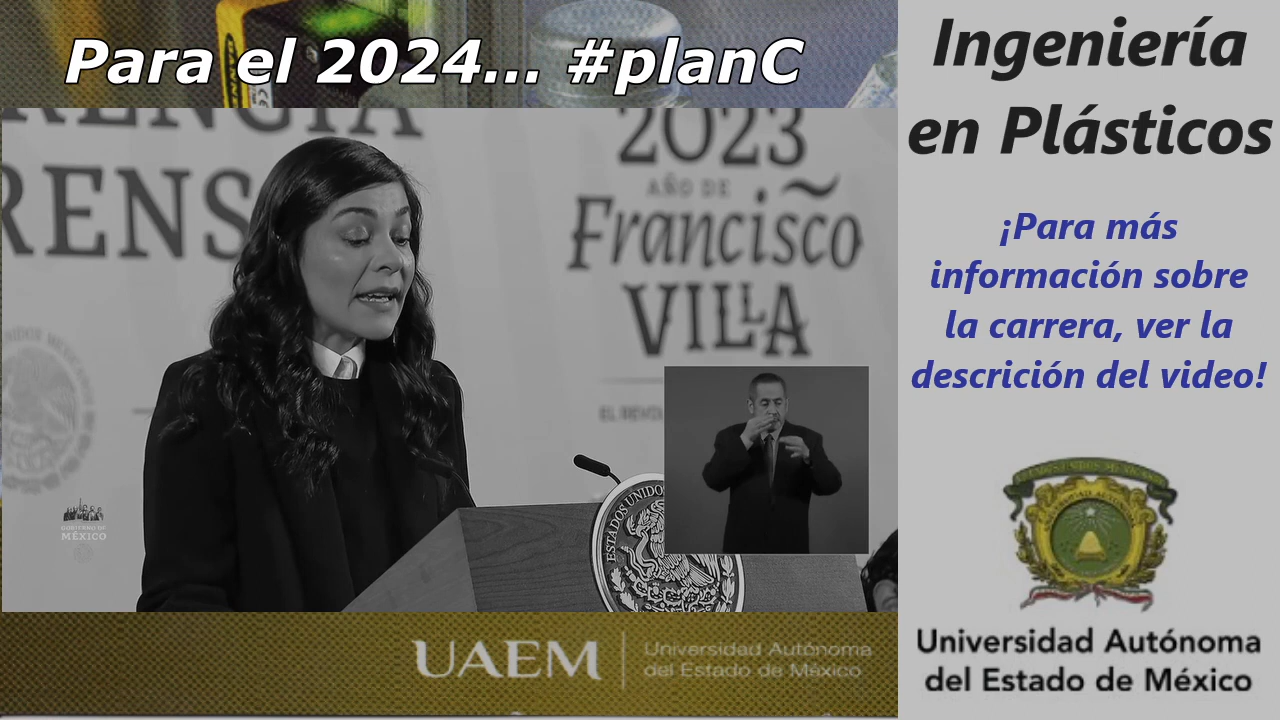 Para el 2024... #planC
RENCIA
RENS
2023
AÑO DE
Francisco
VILLA
ESTADOS UNIDOS
GOBIERNO DE
MÉXICO
UAEM
Universidad Autónoma
del Estado de México
Ingeniería
en Plásticos
¡Para más
información sobre
la carrera, ver la
descrición del video!
Universidad Autónoma
del Estado de México